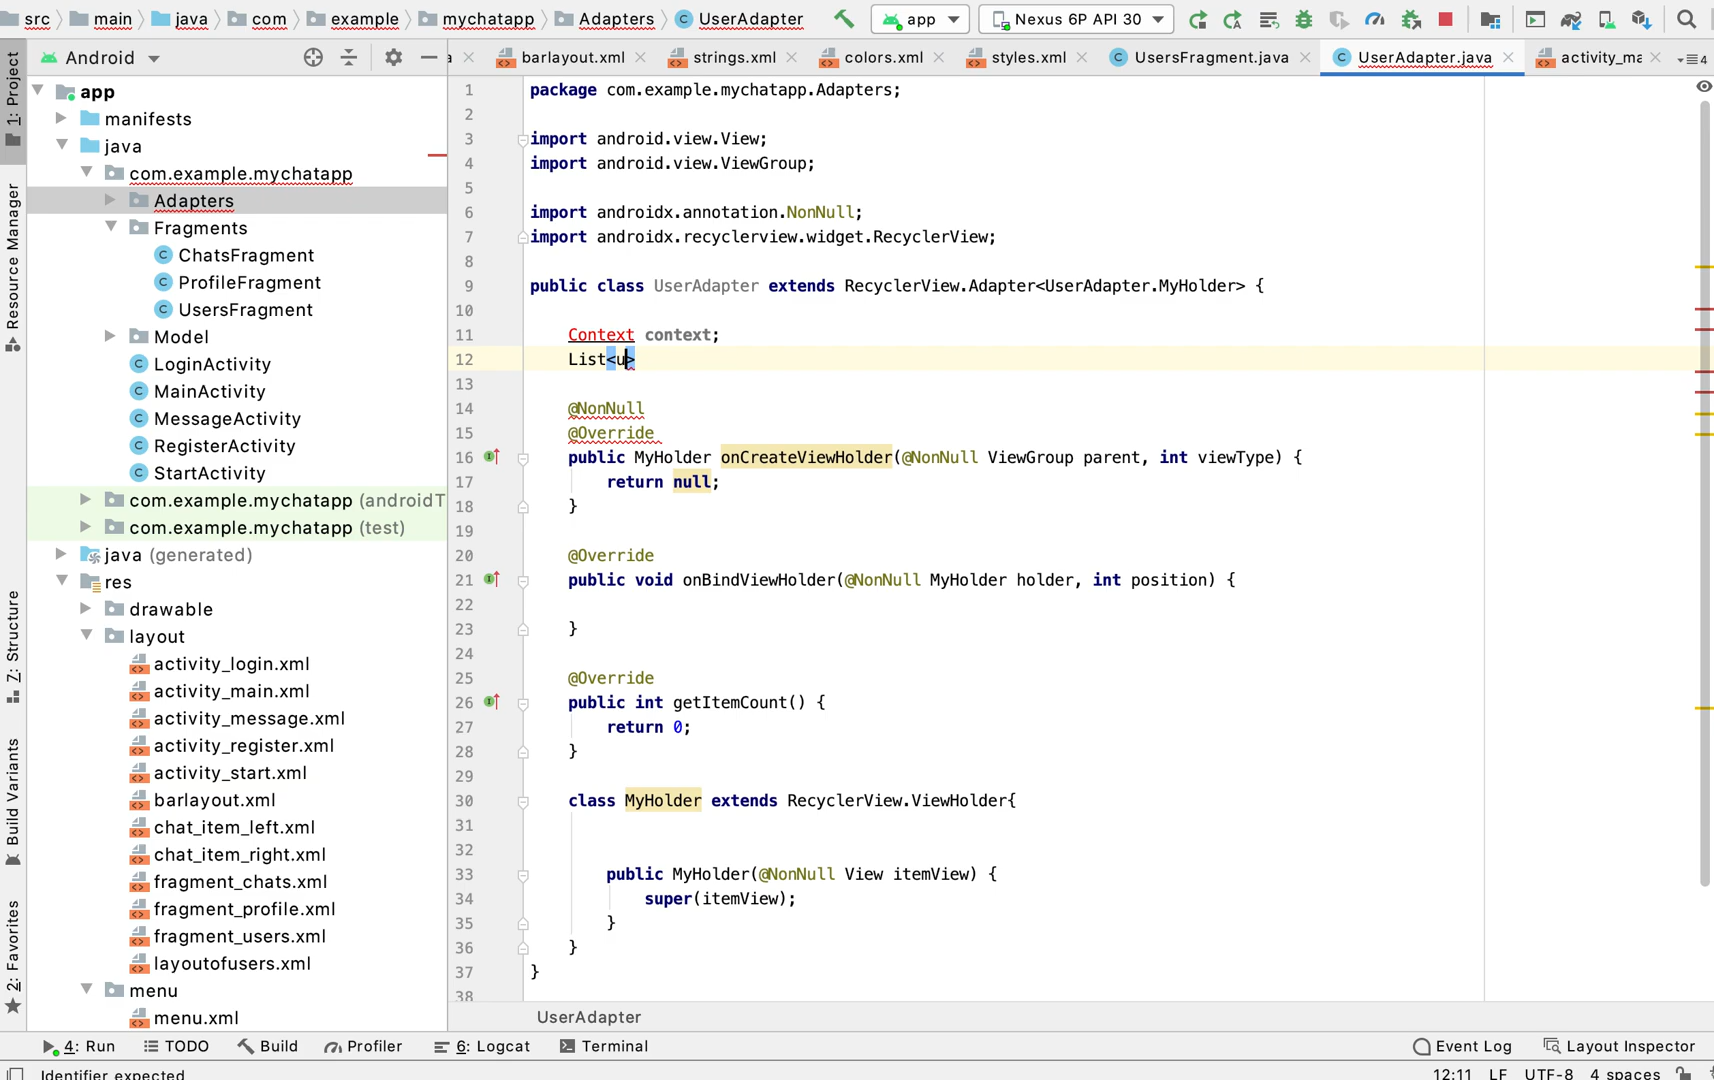 src main java com example mychatapp Adapters UserAdapter app Nexus 6P API 30
Android
barlayout.xml strings.xml colors.xml styles.xml UsersFragment.java UserAdapter.java activity_ma 4
1: Project
Resource Manager
7: Structure
Build Variants
2: Favorites
app
manifests
java
com.example.mychatapp
Adapters
Fragments
ChatsFragment
ProfileFragment
UsersFragment
Model
LoginActivity
MainActivity
MessageActivity
RegisterActivity
StartActivity
com.example.mychatapp (androidT
com.example.mychatapp (test)
java (generated)
res
drawable
layout
activity_login.xml
activity_main.xml
activity_message.xml
activity_register.xml
activity_start.xml
barlayout.xml
chat_item_left.xml
chat_item_right.xml
fragment_chats.xml
fragment_profile.xml
fragment_users.xml
layoutofusers.xml
menu
menu.xml
1 package com.example.mychatapp.Adapters;
2
3 import android.view.View;
4 import android.view.ViewGroup;
5
6 import androidx.annotation.NonNull;
7 import androidx.recyclerview.widget.RecyclerView;
8
9 public class UserAdapter extends RecyclerView.Adapter<UserAdapter.MyHolder> {
10
11 Context context;
12 List<u>
13
14 @NonNull
15 @Override
16 public MyHolder onCreateViewHolder(@NonNull ViewGroup parent, int viewType) {
17 return null;
18 }
19
20 @Override
21 public void onBindViewHolder(@NonNull MyHolder holder, int position) {
22
23 }
24
25 @Override
26 public int getItemCount() {
27 return 0;
28 }
29
30 class MyHolder extends RecyclerView.ViewHolder{
31
32
33 public MyHolder(@NonNull View itemView) {
34 super(itemView);
35 }
36 }
37 }
38
UserAdapter
4: Run TODO Build Profiler 6: Logcat Terminal Event Log Layout Inspector
Identifier expected 12:11 LF UTF-8 4 spaces